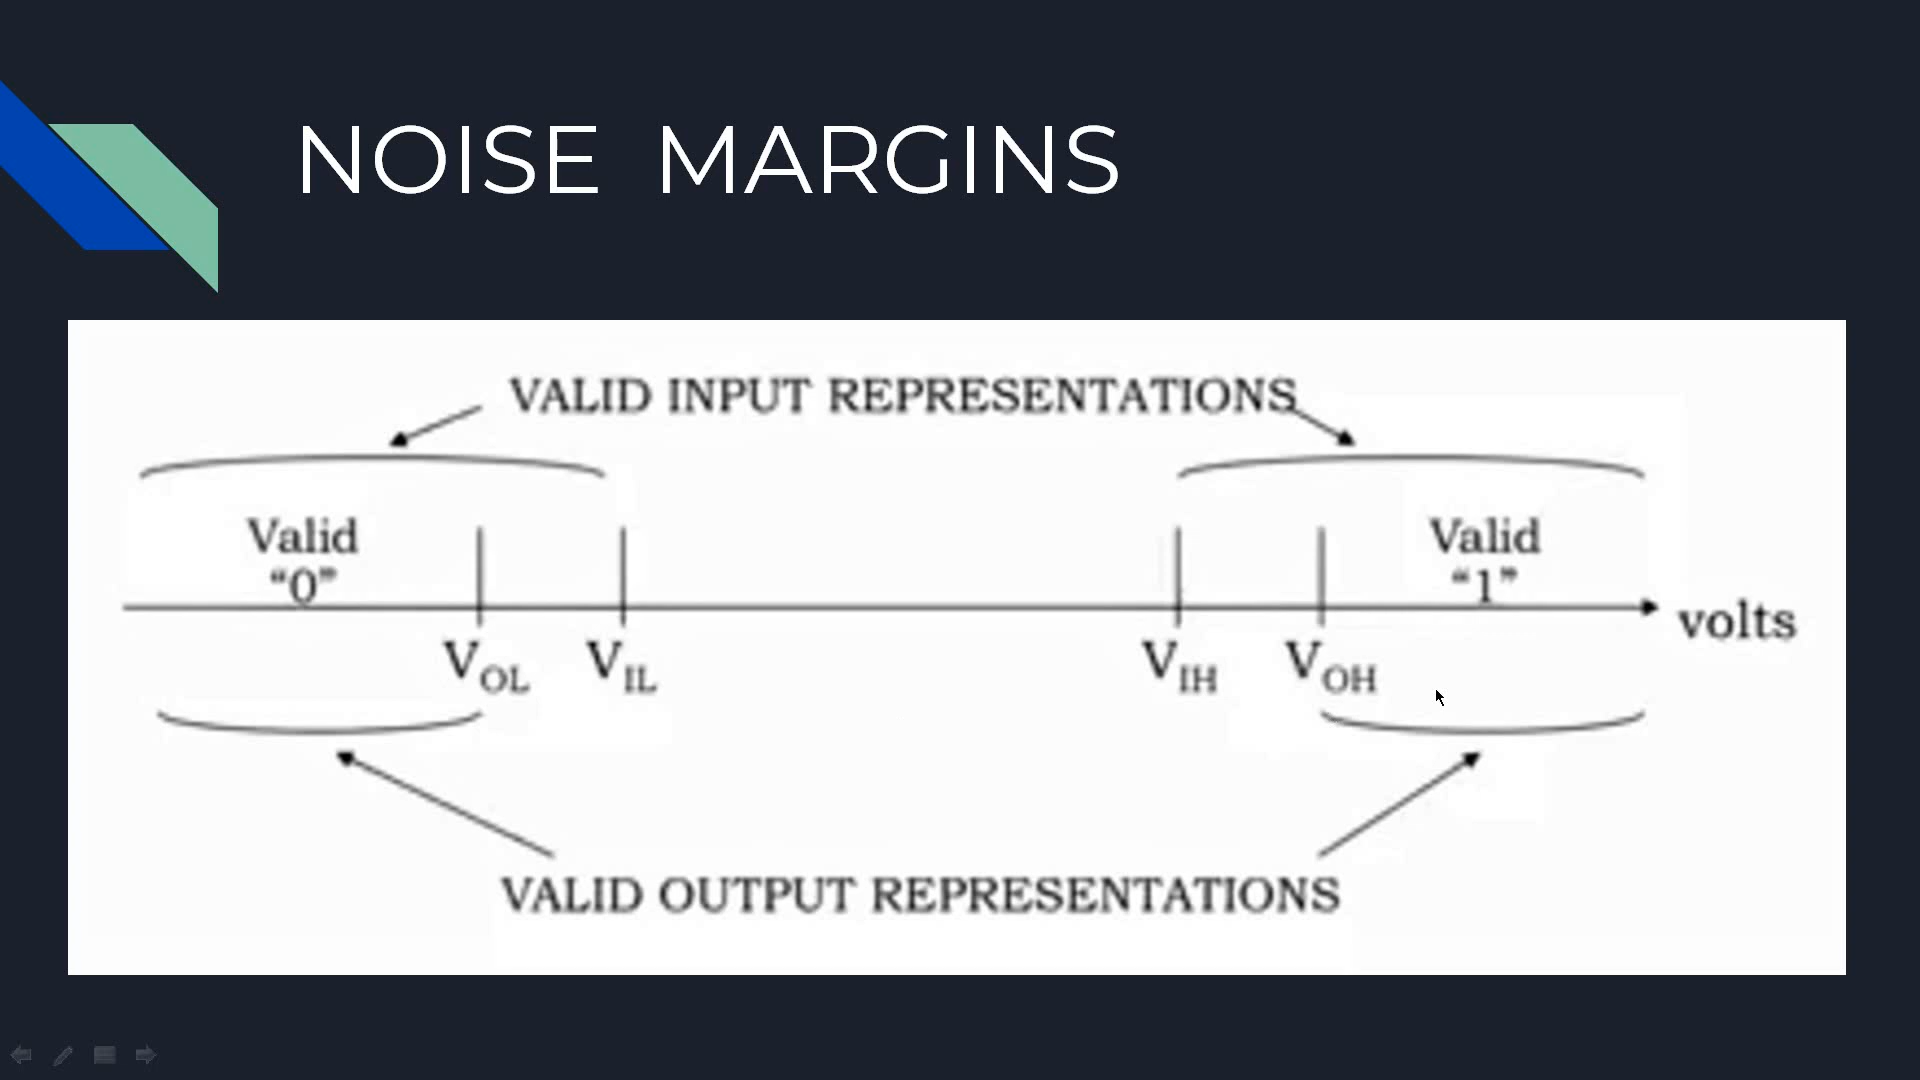 NOISE MARGINS
VALID INPUT REPRESENTATIONS
Valid
“0”
Valid
“1”
volts
VOL
VIL
VIH
VOH
VALID OUTPUT REPRESENTATIONS